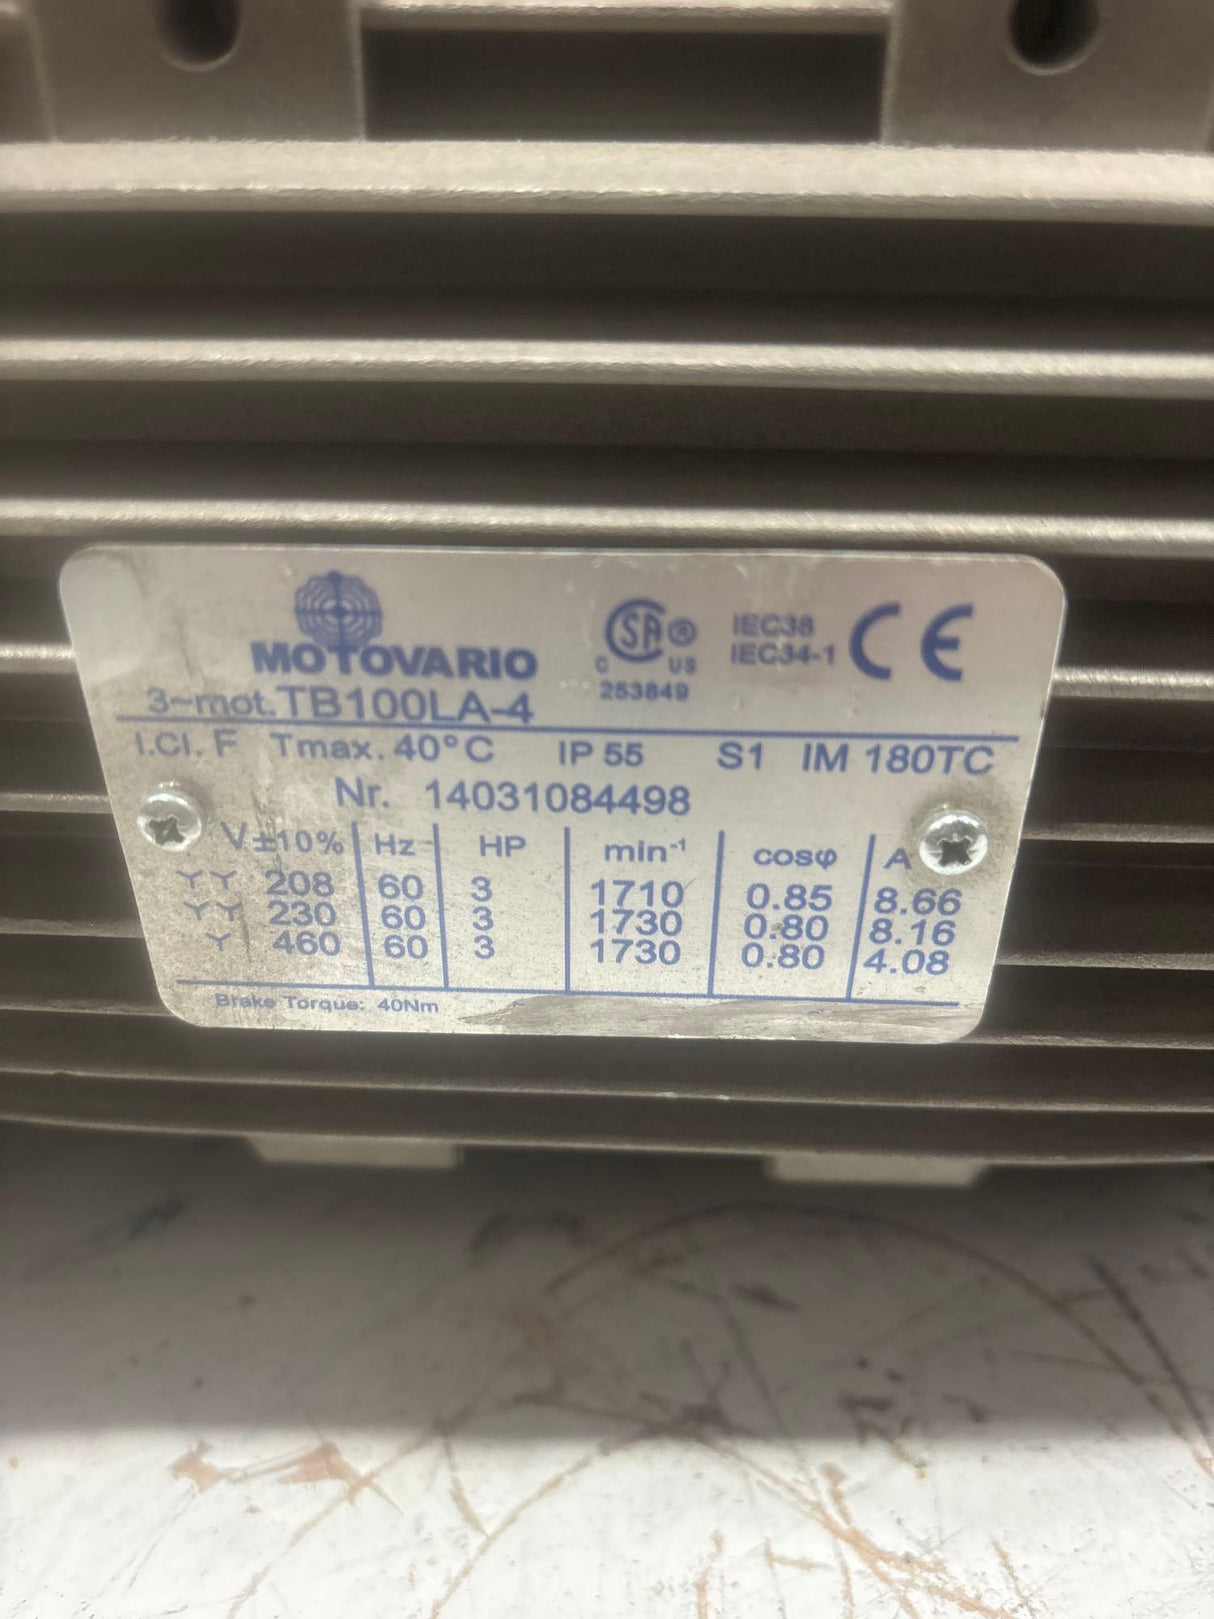 MOTOVARIO
3~mot. TB100LA-4
SA®
C US
253849
IEC38
IEC34-1
CE
I.Cl. F Tmax. 40°C IP 55 S1 IM 180TC
Nr. 14031084498
V±10% Hz HP min-1 cosφ A
YY 208 60 3 1710 0.85 8.66
YY 230 60 3 1730 0.80 8.16
Y 460 60 3 1730 0.80 4.08
Brake Torque: 40Nm